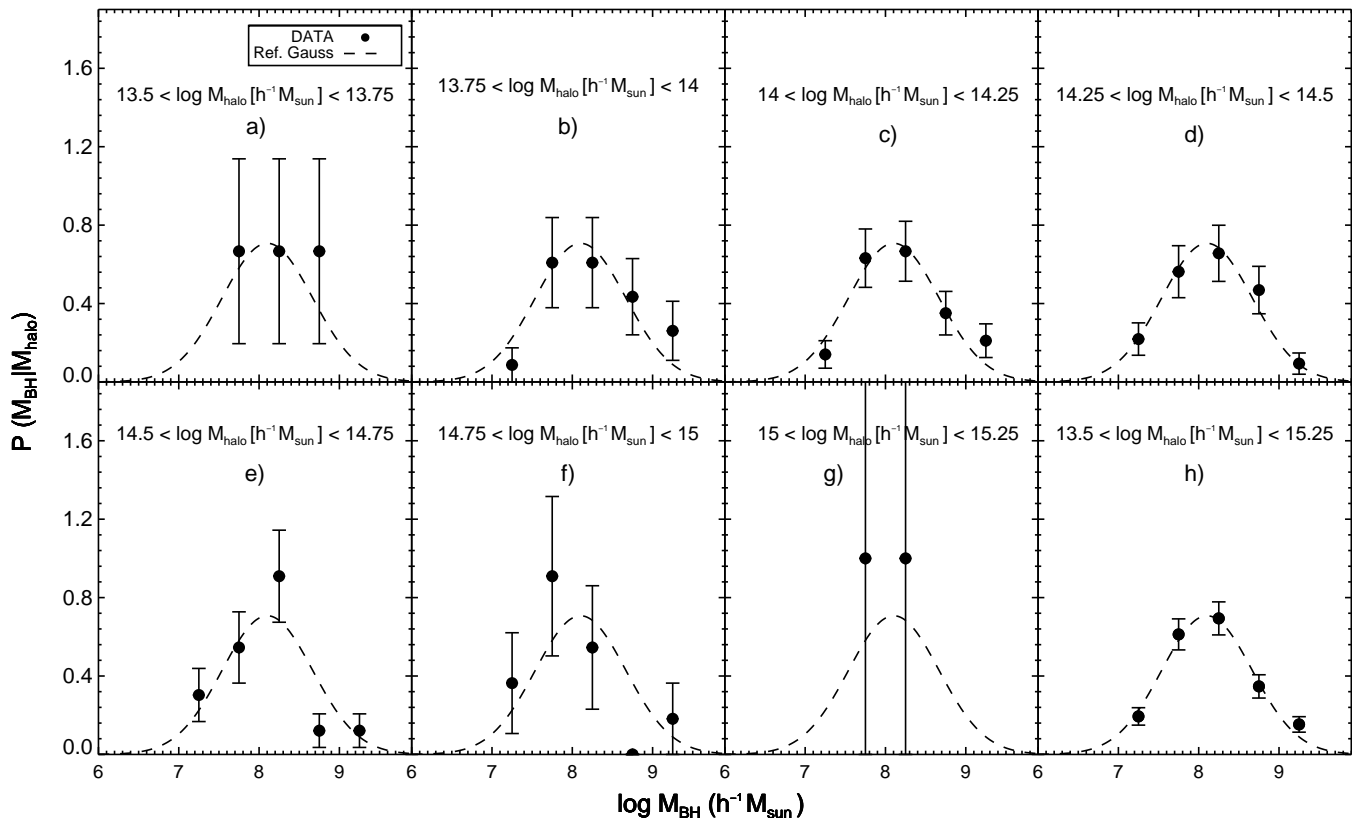 DATA
Ref. Gauss
13.5 < log M_halo [h⁻¹ M_sun] < 13.75
a)
13.75 < log M_halo [h⁻¹ M_sun] < 14
b)
14 < log M_halo [h⁻¹ M_sun] < 14.25
c)
14.25 < log M_halo [h⁻¹ M_sun] < 14.5
d)
1.6
1.2
0.8
0.4
0.0
P (M_BH|M_halo)
14.5 < log M_halo [h⁻¹ M_sun] < 14.75
e)
14.75 < log M_halo [h⁻¹ M_sun] < 15
f)
15 < log M_halo [h⁻¹ M_sun] < 15.25
g)
13.5 < log M_halo [h⁻¹ M_sun] < 15.25
h)
1.6
1.2
0.8
0.4
0.0
6 7 8 9 6 7 8 9 6 7 8 9 6 7 8 9
log M_BH (h⁻¹ M_sun)